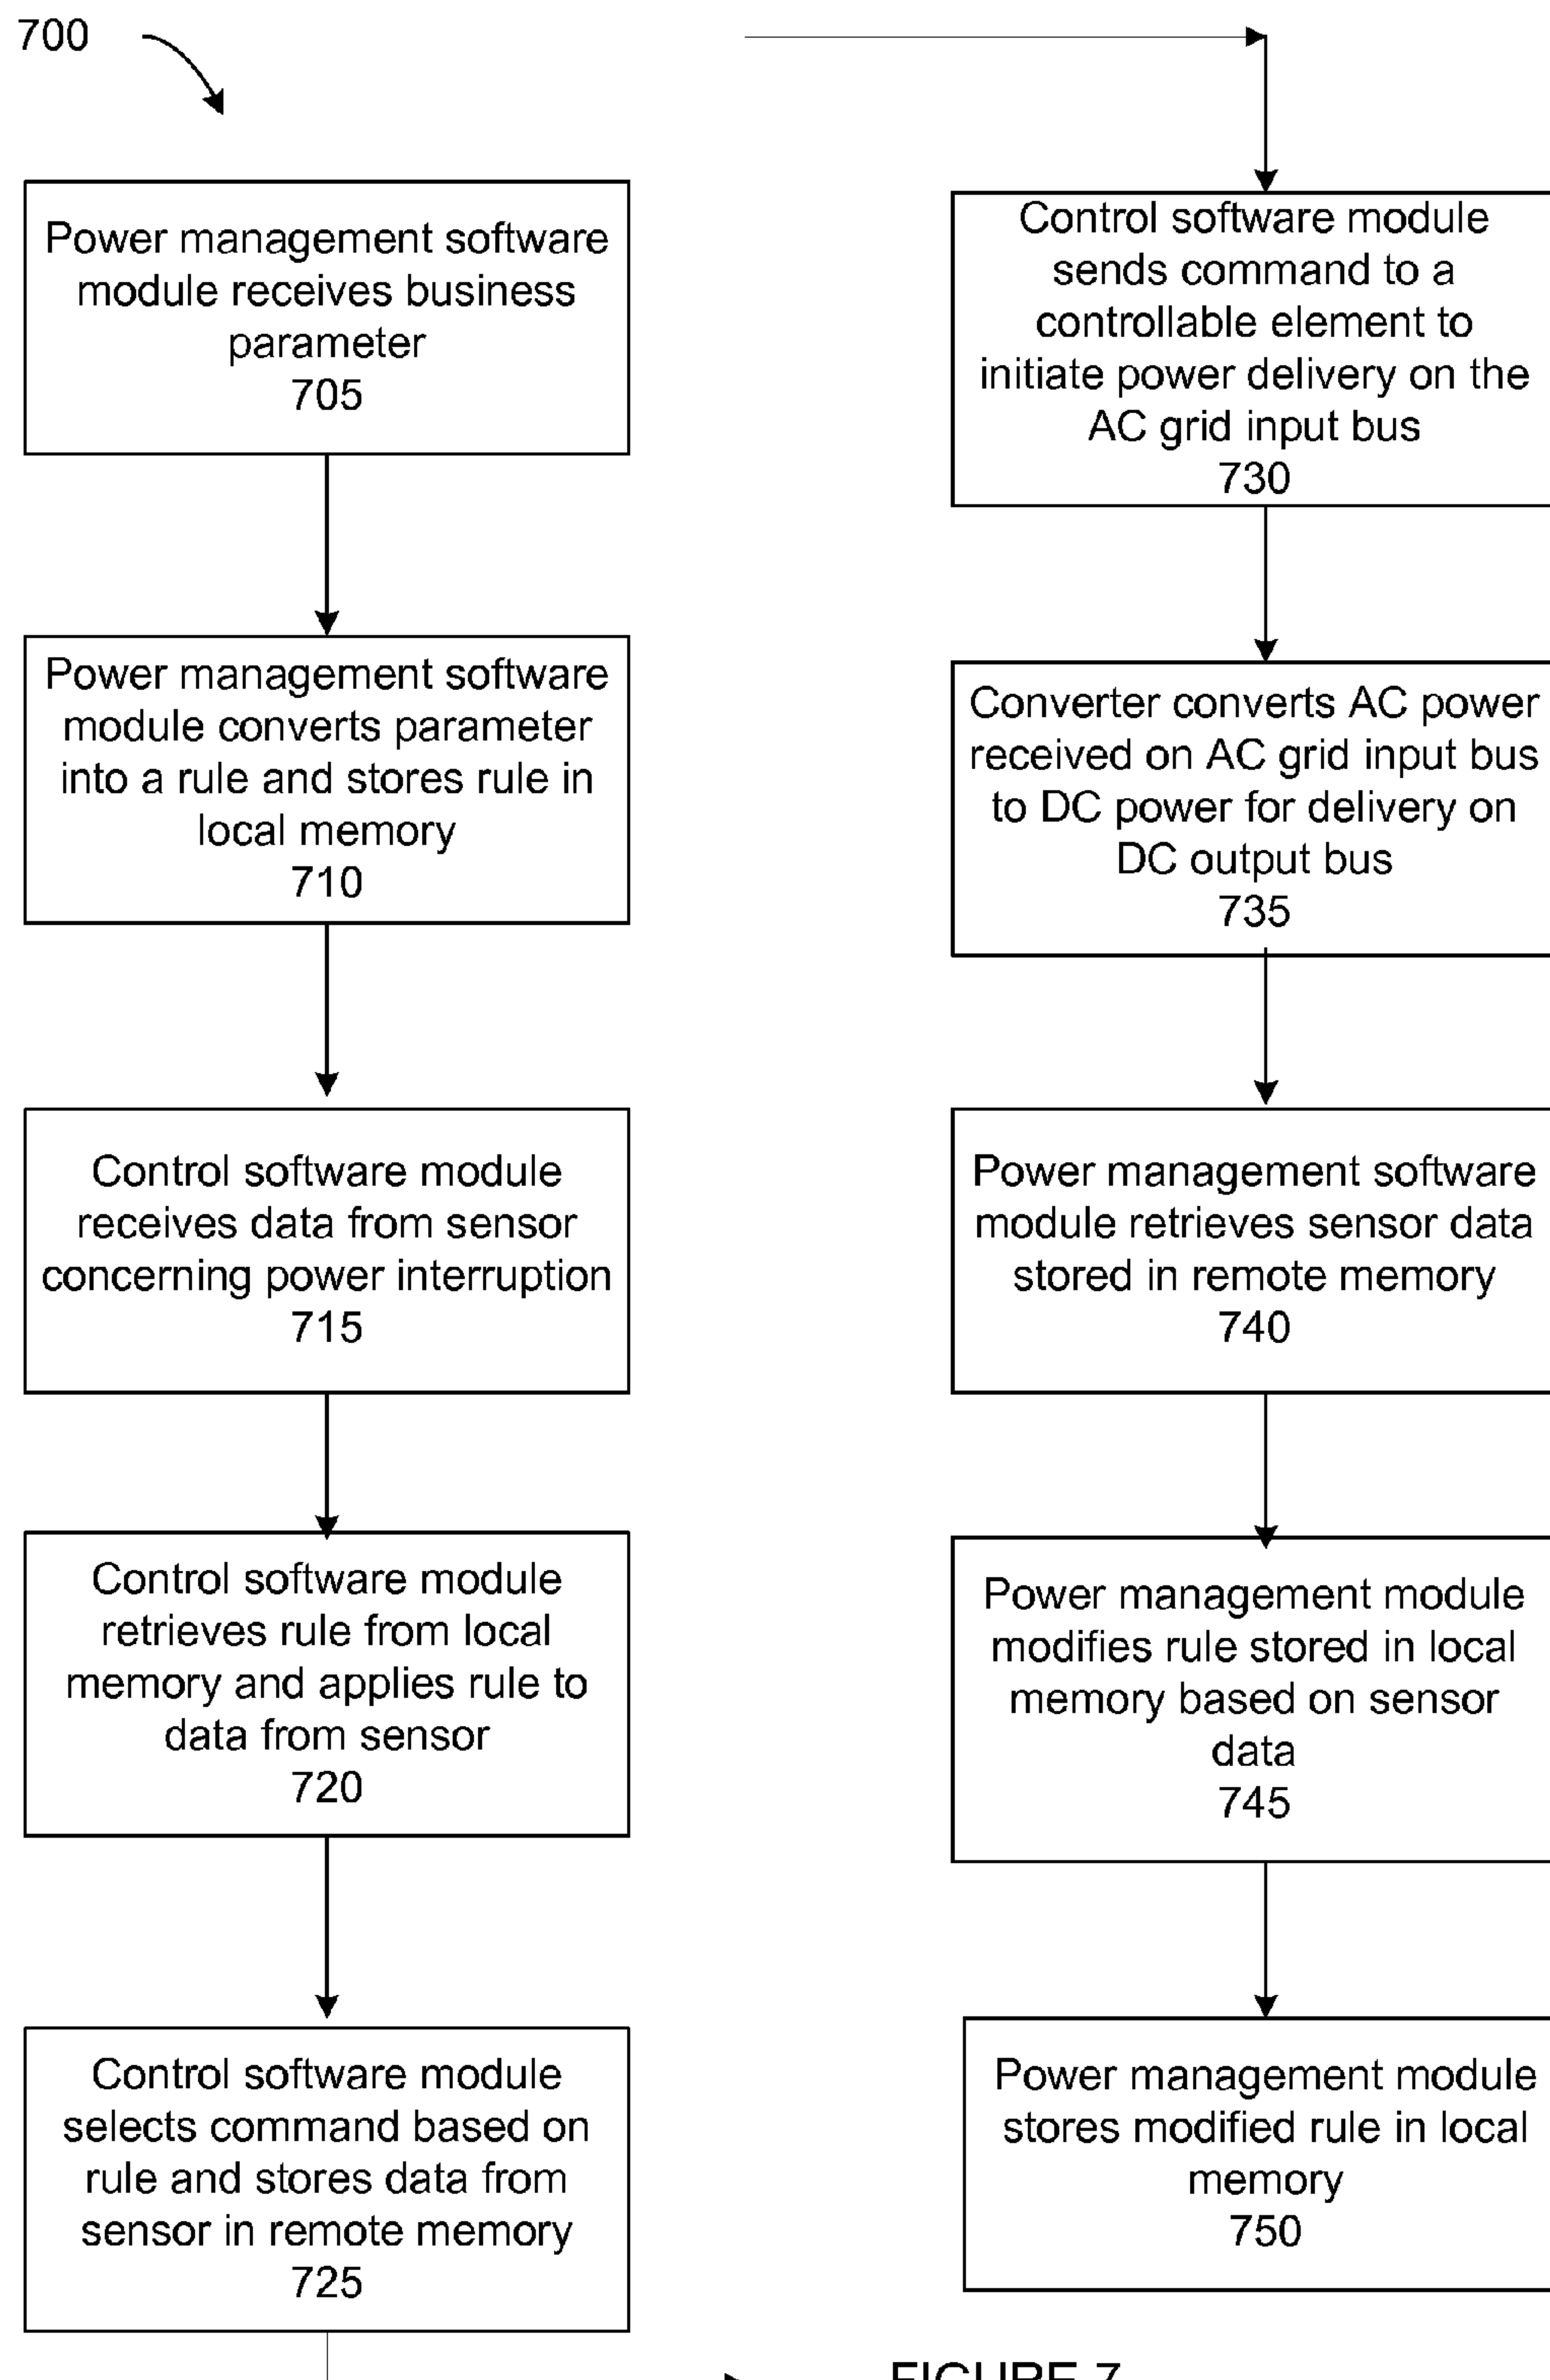 700
Power management software
module receives business
parameter
705
Power management software
module converts parameter
into a rule and stores rule in
local memory
710
Control software module
receives data from sensor
concerning power interruption
715
Control software module
retrieves rule from local
memory and applies rule to
data from sensor
720
Control software module
selects command based on
rule and stores data from
sensor in remote memory
725
Control software module
sends command to a
controllable element to
initiate power delivery on the
AC grid input bus
730
Converter converts AC power
received on AC grid input bus
to DC power for delivery on
DC output bus
735
Power management software
module retrieves sensor data
stored in remote memory
740
Power management module
modifies rule stored in local
memory based on sensor
data
745
Power management module
stores modified rule in local
memory
750
FIGURE 7